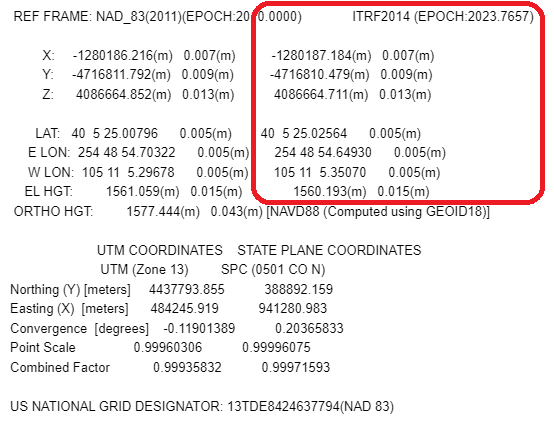 REF FRAME: NAD_83(2011)(EPOCH:2010.0000) ITRF2014 (EPOCH:2023.7657)
X: -1280186.216(m) 0.007(m) -1280187.184(m) 0.007(m)
Y: -4716811.792(m) 0.009(m) -4716810.479(m) 0.009(m)
Z: 4086664.852(m) 0.013(m) 4086664.711(m) 0.013(m)
LAT: 40 5 25.00796 0.005(m) 40 5 25.02564 0.005(m)
E LON: 254 48 54.70322 0.005(m) 254 48 54.64930 0.005(m)
W LON: 105 11 5.29678 0.005(m) 105 11 5.35070 0.005(m)
EL HGT: 1561.059(m) 0.015(m) 1560.193(m) 0.015(m)
ORTHO HGT: 1577.444(m) 0.043(m) [NAVD88 (Computed using GEOID18)]
UTM COORDINATES STATE PLANE COORDINATES
UTM (Zone 13) SPC (0501 CO N)
Northing (Y) [meters] 4437793.855 388892.159
Easting (X) [meters] 484245.919 941280.983
Convergence [degrees] -0.11901389 0.20365833
Point Scale 0.99960306 0.99996075
Combined Factor 0.99935832 0.99971593
US NATIONAL GRID DESIGNATOR: 13TDE8424637794(NAD 83)